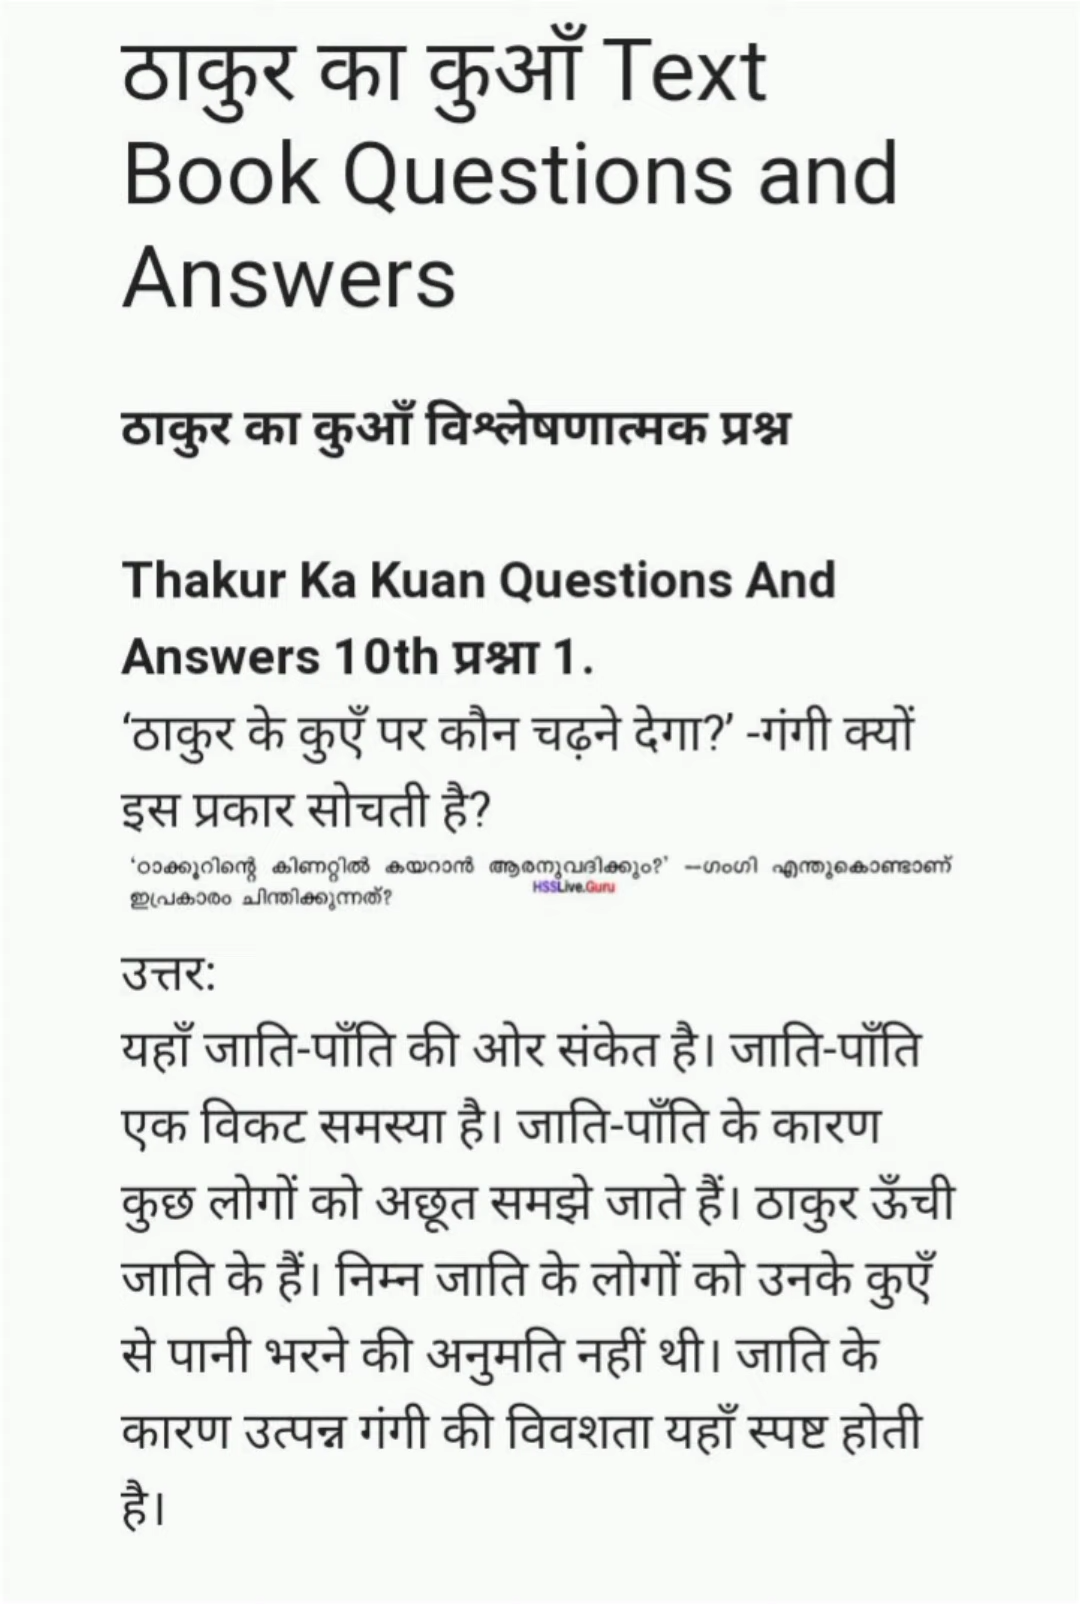 ठाकुर का कुआँ Text
Book Questions and
Answers
ठाकुर का कुआँ विश्लेषणात्मक प्रश्न
Thakur Ka Kuan Questions And
Answers 10th प्रश्ना 1.
‘ठाकुर के कुएँ पर कौन चढ़ने देगा?’ -गंगी क्यों
इस प्रकार सोचती है?
‘ഠാക്കൂറിന്റെ കിണറ്റിൽ കയറാൻ ആരനുവദിക്കും?’ –ഗംഗി എന്തുകൊണ്ടാണ്
ഇപ്രകാരം ചിന്തിക്കുന്നത്?
HSSLive.Guru
उत्तर:
यहाँ जाति-पाँति की ओर संकेत है। जाति-पाँति
एक विकट समस्या है। जाति-पाँति के कारण
कुछ लोगों को अछूत समझे जाते हैं। ठाकुर ऊँची
जाति के हैं। निम्न जाति के लोगों को उनके कुएँ
से पानी भरने की अनुमति नहीं थी। जाति के
कारण उत्पन्न गंगी की विवशता यहाँ स्पष्ट होती
है।